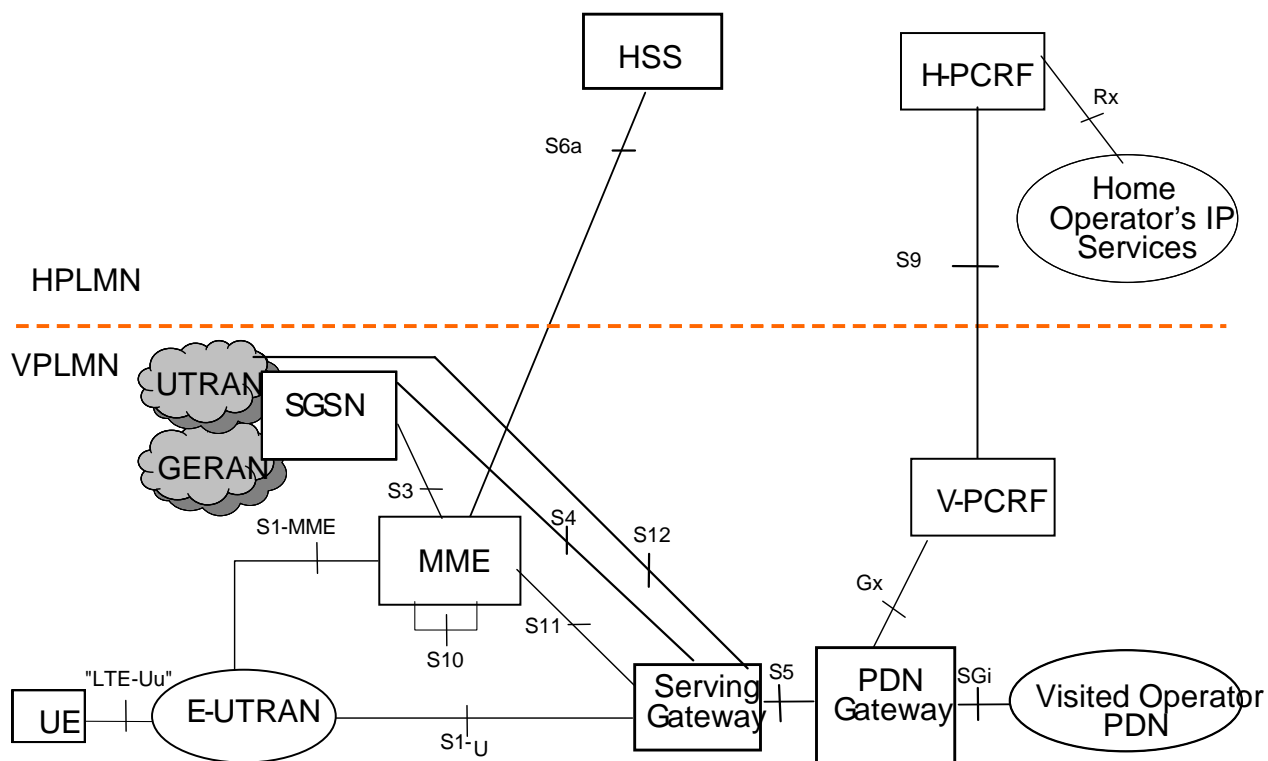 HSS
H-PCRF
Rx
S6a
Home
Operator's IP
Services
S9
HPLMN
VPLMN
UTRAN
SGSN
GERAN
S3
S4
S12
V-PCRF
S1-MME
MME
Gx
S11
S10
"LTE-Uu"
UE
E-UTRAN
S1-U
Serving
Gateway
S5
PDN
Gateway
SGi
Visited Operator
PDN